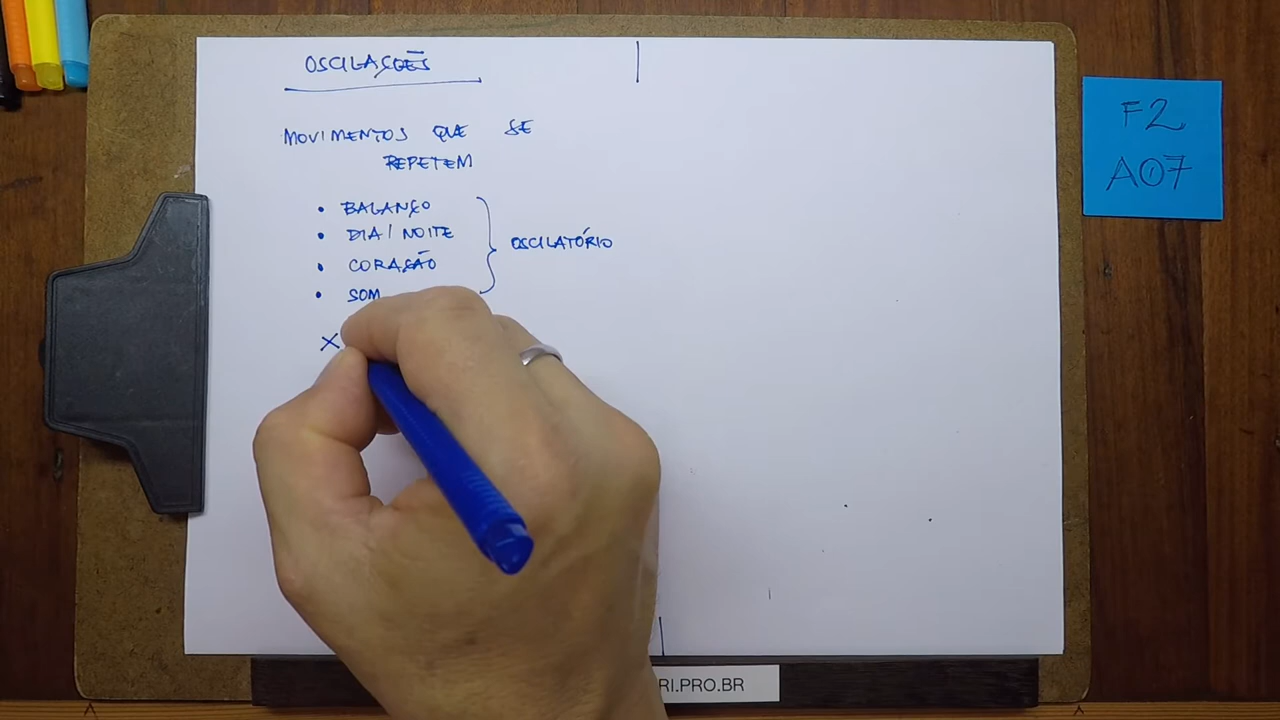 OSCILAÇÕES
MOVIMENTOS QUE SE
REPETEM
• BALANÇO
• DIA/NOITE
• CORAÇÃO
• SOM
OSCILATÓRIO
X
F2
A07
RI.PRO.BR